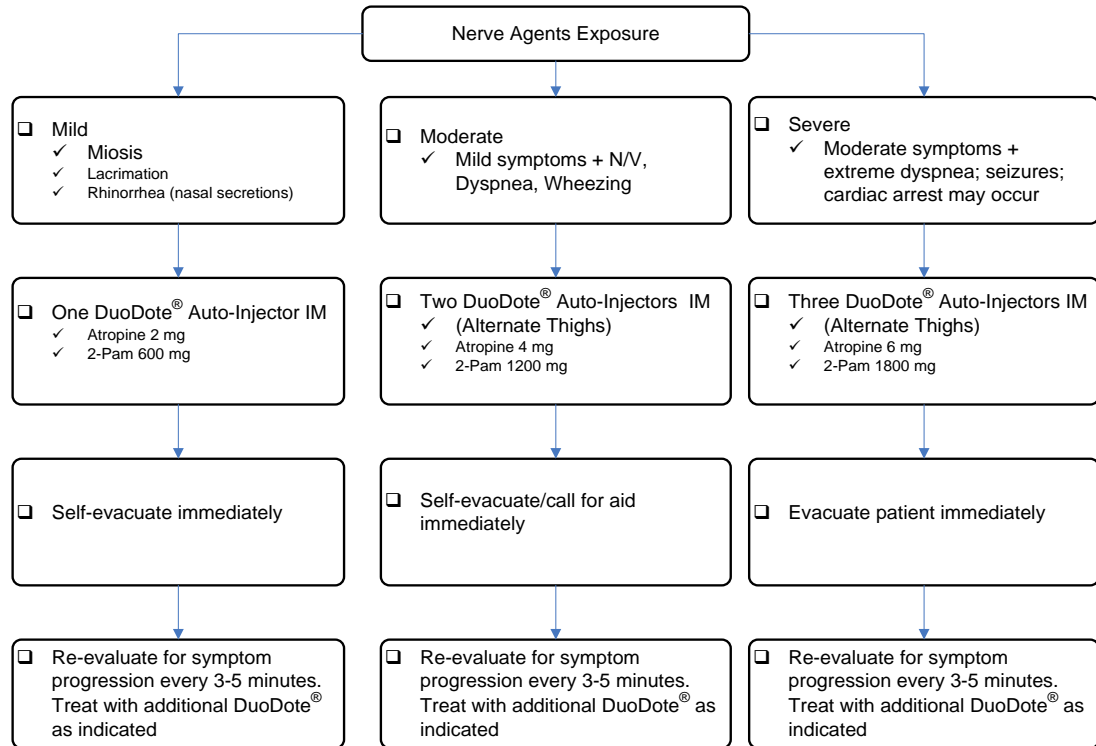 Nerve Agents Exposure
❑ Mild
✓ Miosis
✓ Lacrimation
✓ Rhinorrhea (nasal secretions)
❑ Moderate
✓ Mild symptoms + N/V,
Dyspnea, Wheezing
❑ Severe
✓ Moderate symptoms +
extreme dyspnea; seizures;
cardiac arrest may occur
❑ One DuoDote® Auto-Injector IM
✓ Atropine 2 mg
✓ 2-Pam 600 mg
❑ Two DuoDote® Auto-Injectors IM
✓ (Alternate Thighs)
✓ Atropine 4 mg
✓ 2-Pam 1200 mg
❑ Three DuoDote® Auto-Injectors IM
✓ (Alternate Thighs)
✓ Atropine 6 mg
✓ 2-Pam 1800 mg
❑ Self-evacuate immediately
❑ Self-evacuate/call for aid
immediately
❑ Evacuate patient immediately
❑ Re-evaluate for symptom
progression every 3-5 minutes.
Treat with additional DuoDote®
as indicated
❑ Re-evaluate for symptom
progression every 3-5 minutes.
Treat with additional DuoDote® as
indicated
❑ Re-evaluate for symptom
progression every 3-5 minutes.
Treat with additional DuoDote® as
indicated